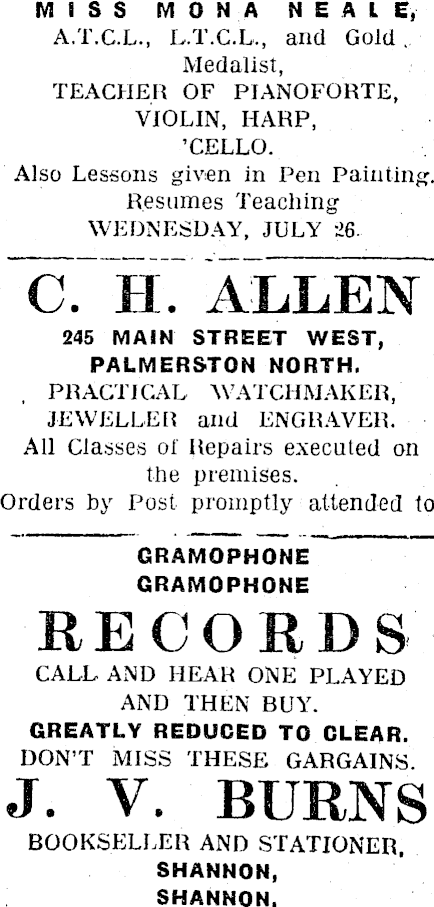 MISS MONA NEALE,
A.T.C.L., L.T.C.L., and Gold
Medalist,
TEACHER OF PIANOFORTE,
VIOLIN, HARP,
'CELLO.
Also Lessons given in Pen Painting.
Resumes Teaching
WEDNESDAY, JULY 26.
C. H. ALLEN
245 MAIN STREET WEST,
PALMERSTON NORTH.
PRACTICAL WATCHMAKER,
JEWELLER and ENGRAVER.
All Classes of Repairs executed on
the premises.
Orders by Post promptly attended to
GRAMOPHONE
GRAMOPHONE
RECORDS
CALL AND HEAR ONE PLAYED
AND THEN BUY.
GREATLY REDUCED TO CLEAR.
DON'T MISS THESE GARGAINS.
J. V. BURNS
BOOKSELLER AND STATIONER,
SHANNON,
SHANNON.